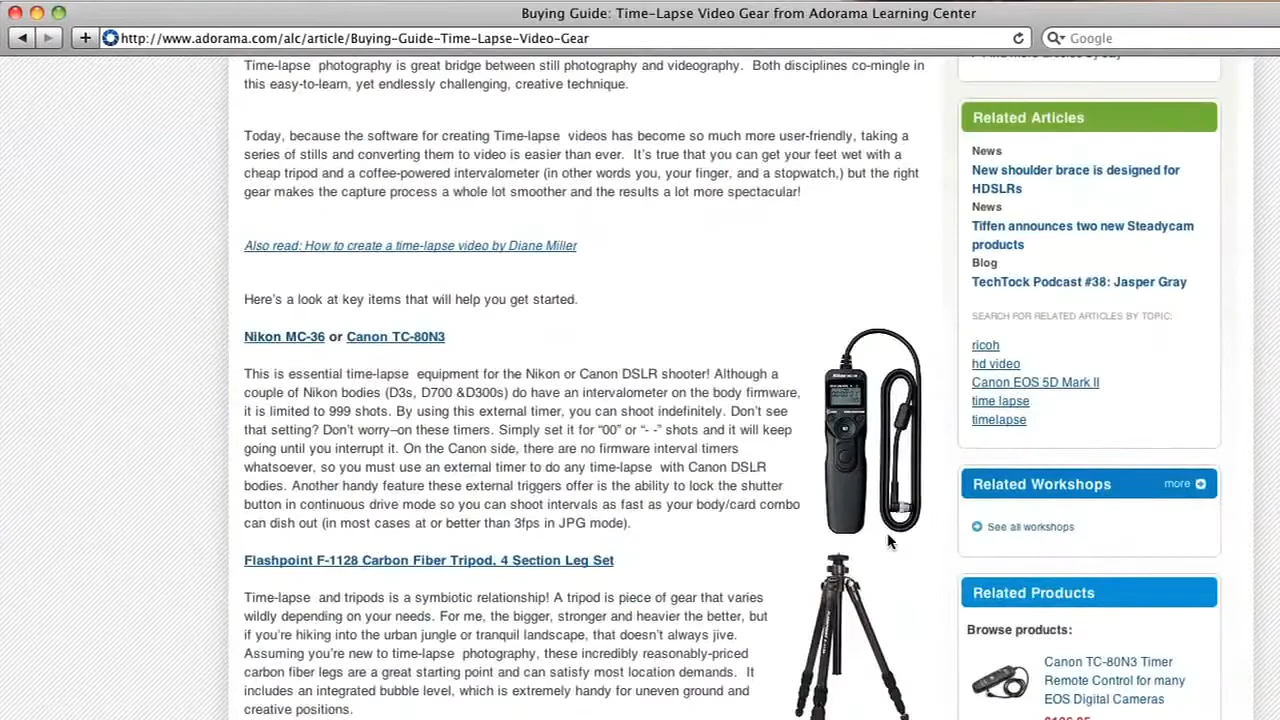 Buying Guide: Time-Lapse Video Gear from Adorama Learning Center
http://www.adorama.com/alc/article/Buying-Guide-Time-Lapse-Video-Gear
Google
Time-lapse photography is great bridge between still photography and videography. Both disciplines co-mingle in
this easy-to-learn, yet endlessly challenging, creative technique.
Today, because the software for creating Time-lapse videos has become so much more user-friendly, taking a
series of stills and converting them to video is easier than ever. It's true that you can get your feet wet with a
cheap tripod and a coffee-powered intervalometer (in other words you, your finger, and a stopwatch,) but the right
gear makes the capture process a whole lot smoother and the results a lot more spectacular!
Also read: How to create a time-lapse video by Diane Miller
Here's a look at key items that will help you get started.
Nikon MC-36 or Canon TC-80N3
This is essential time-lapse equipment for the Nikon or Canon DSLR shooter! Although a
couple of Nikon bodies (D3s, D700 &D300s) do have an intervalometer on the body firmware,
it is limited to 999 shots. By using this external timer, you can shoot indefinitely. Don't see
that setting? Don't worry–on these timers. Simply set it for “00” or “- -” shots and it will keep
going until you interrupt it. On the Canon side, there are no firmware interval timers
whatsoever, so you must use an external timer to do any time-lapse with Canon DSLR
bodies. Another handy feature these external triggers offer is the ability to lock the shutter
button in continuous drive mode so you can shoot intervals as fast as your body/card combo
can dish out (in most cases at or better than 3fps in JPG mode).
Flashpoint F-1128 Carbon Fiber Tripod, 4 Section Leg Set
Time-lapse and tripods is a symbiotic relationship! A tripod is piece of gear that varies
wildly depending on your needs. For me, the bigger, stronger and heavier the better, but
if you're hiking into the urban jungle or tranquil landscape, that doesn't always jive.
Assuming you're new to time-lapse photography, these incredibly reasonably-priced
carbon fiber legs are a great starting point and can satisfy most location demands. It
includes an integrated bubble level, which is extremely handy for uneven ground and
creative positions.
Related Articles
News
New shoulder brace is designed for
HDSLRs
News
Tiffen announces two new Steadycam
products
Blog
TechTock Podcast #38: Jasper Gray
SEARCH FOR RELATED ARTICLES BY TOPIC:
ricoh
hd video
Canon EOS 5D Mark II
time lapse
timelapse
Related Workshops
more
See all workshops
Related Products
Browse products:
Canon TC-80N3 Timer
Remote Control for many
EOS Digital Cameras